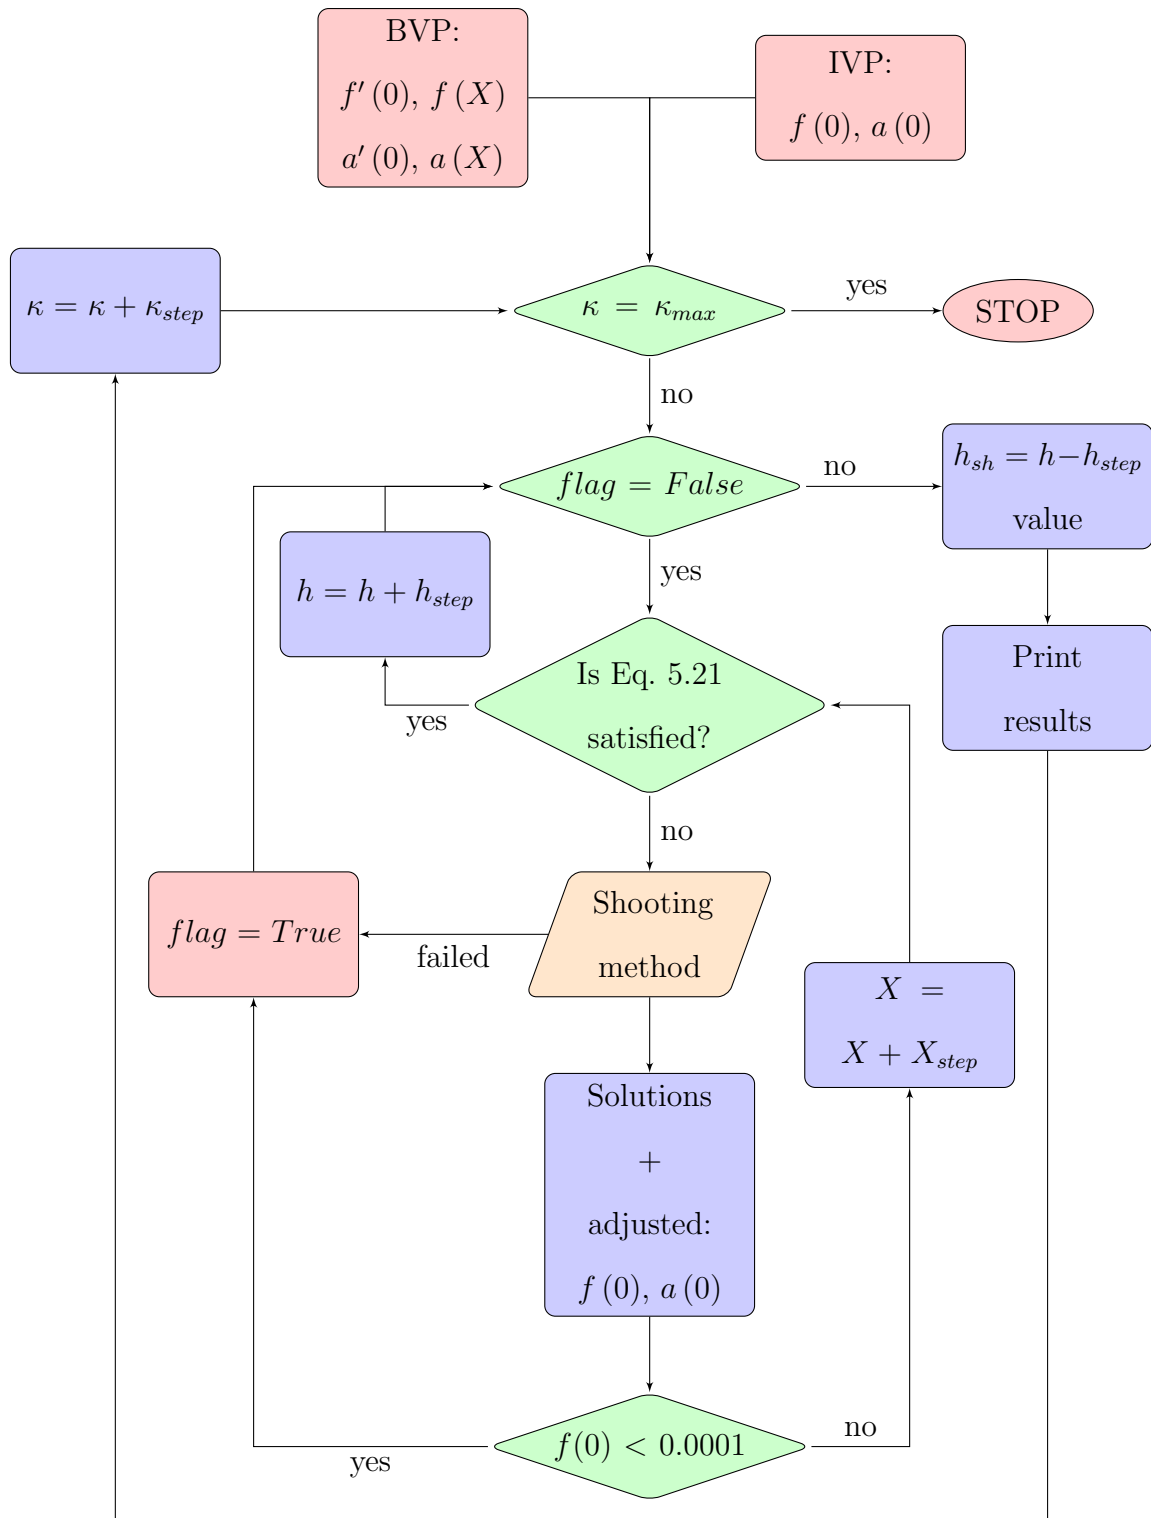 BVP:
f′ (0), f (X)
a′ (0), a (X)
IVP:
f (0), a (0)
κ = κ + κ_step
κ = κ_max
yes
STOP
no
flag = False
no
h_sh = h−h_step
value
yes
h = h + h_step
Is Eq. 5.21
satisfied?
yes
Print
results
no
Shooting
method
flag = True
failed
X =
X + X_step
Solutions
+
adjusted:
f (0), a (0)
f(0) < 0.0001
no
yes